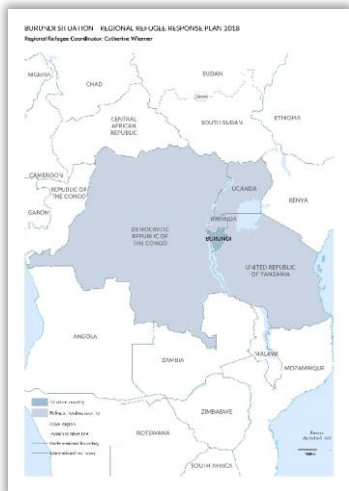 BURUNDI SITUATION REGIONAL REFUGEE RESPONSE PLAN 2018
Regional Refugee Coordinator: Catherine Wiesner
NIGERIA
CHAD
SUDAN
CENTRAL
AFRICAN
REPUBLIC
SOUTH SUDAN
ETHIOPIA
CAMEROON
REPUBLIC OF
THE CONGO
GABON
UGANDA
KENYA
RWANDA
BURUNDI
DEMOCRATIC
REPUBLIC OF
THE CONGO
UNITED REPUBLIC
OF TANZANIA
ANGOLA
ZAMBIA
MALAWI
MOZAMBIQUE
ZIMBABWE
BOTSWANA
SOUTH AFRICA